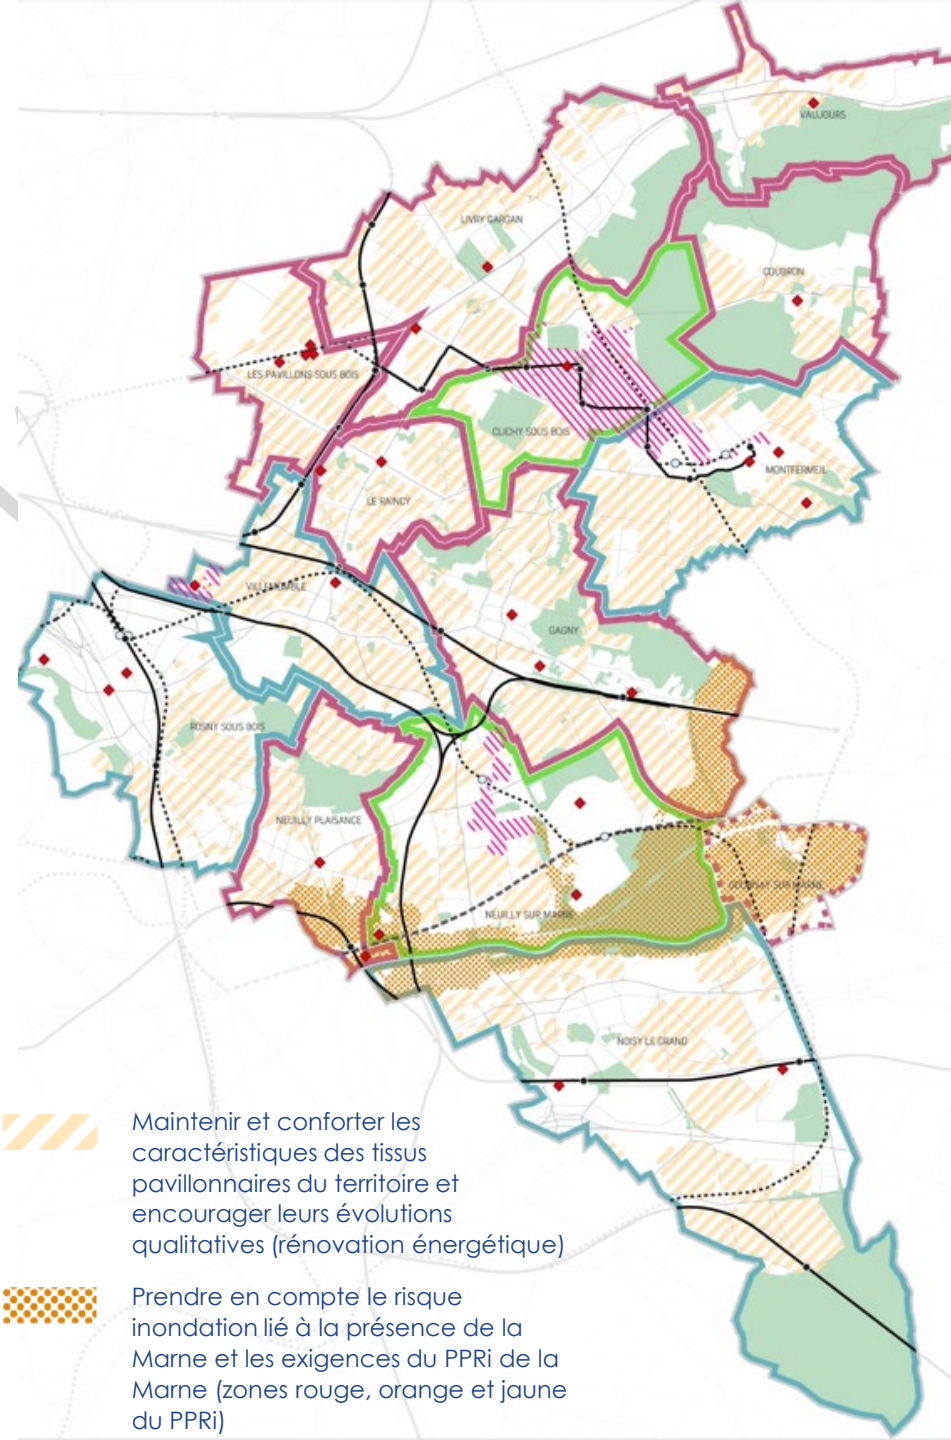 VAUJOURS
LIVRY GARGAN
COUBRON
LES PAVILLONS SOUS BOIS
CLICHY SOUS BOIS
MONTFERMEIL
LE RAINCY
VILLEMOMBLE
GAGNY
ROSNY SOUS BOIS
NEUILLY PLAISANCE
GOURNAY SUR MARNE
NEUILLY SUR MARNE
NOISY LE GRAND
Maintenir et conforter les
caractéristiques des tissus
pavillonnaires du territoire et
encourager leurs évolutions
qualitatives (rénovation énergétique)
Prendre en compte le risque
inondation lié à la présence de la
Marne et les exigences du PPRi de la
Marne (zones rouge, orange et jaune
du PPRi)